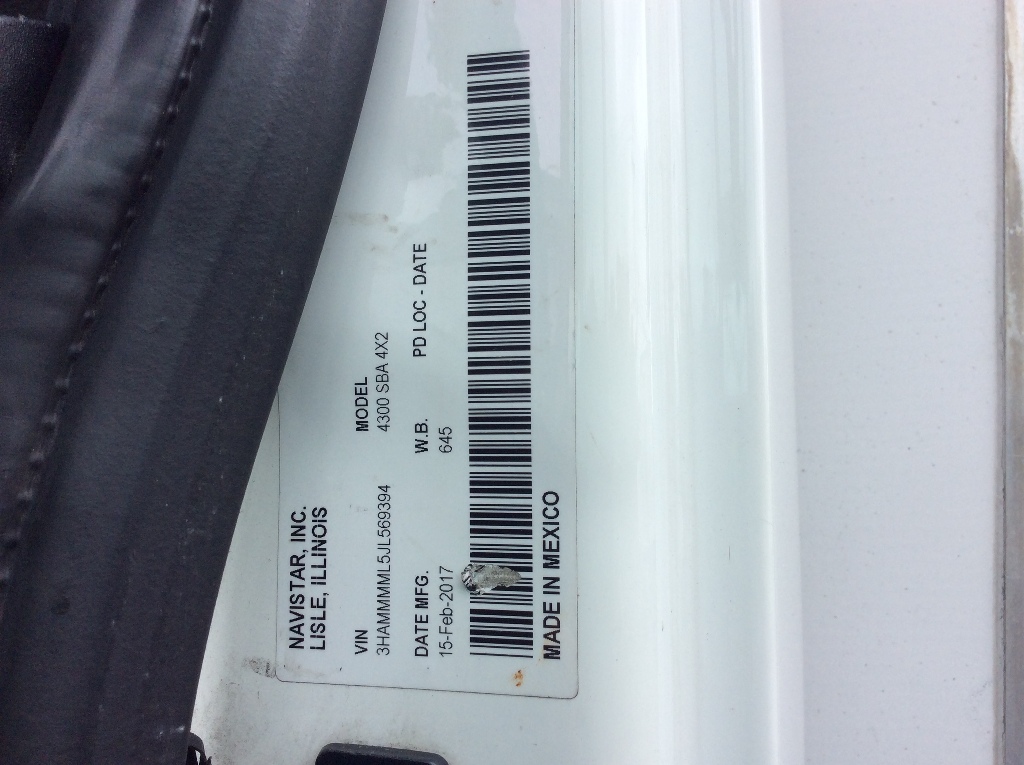 NAVISTAR, INC.
LISLE, ILLINOIS
VIN MODEL
3HAMMMML5JL569394 4300 SBA 4X2
DATE MFG. W.B. PD LOC - DATE
15-Feb-2017 645
MADE IN MEXICO